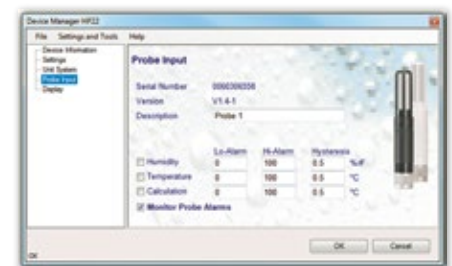 Device Manager HP22
File Settings and Tools Help
Device Information
Settings
Unit System
Probe Input
Display
Probe Input
Serial Number
Version V1.4-1
Description Probe 1
Lo-Alarm Hi-Alarm Hysteresis
Humidity 0 100 0.5 %rF
Temperature 0 100 0.5 °C
Calculation 0 100 0.5 °C
Monitor Probe Alarms
OK Cancel
OK